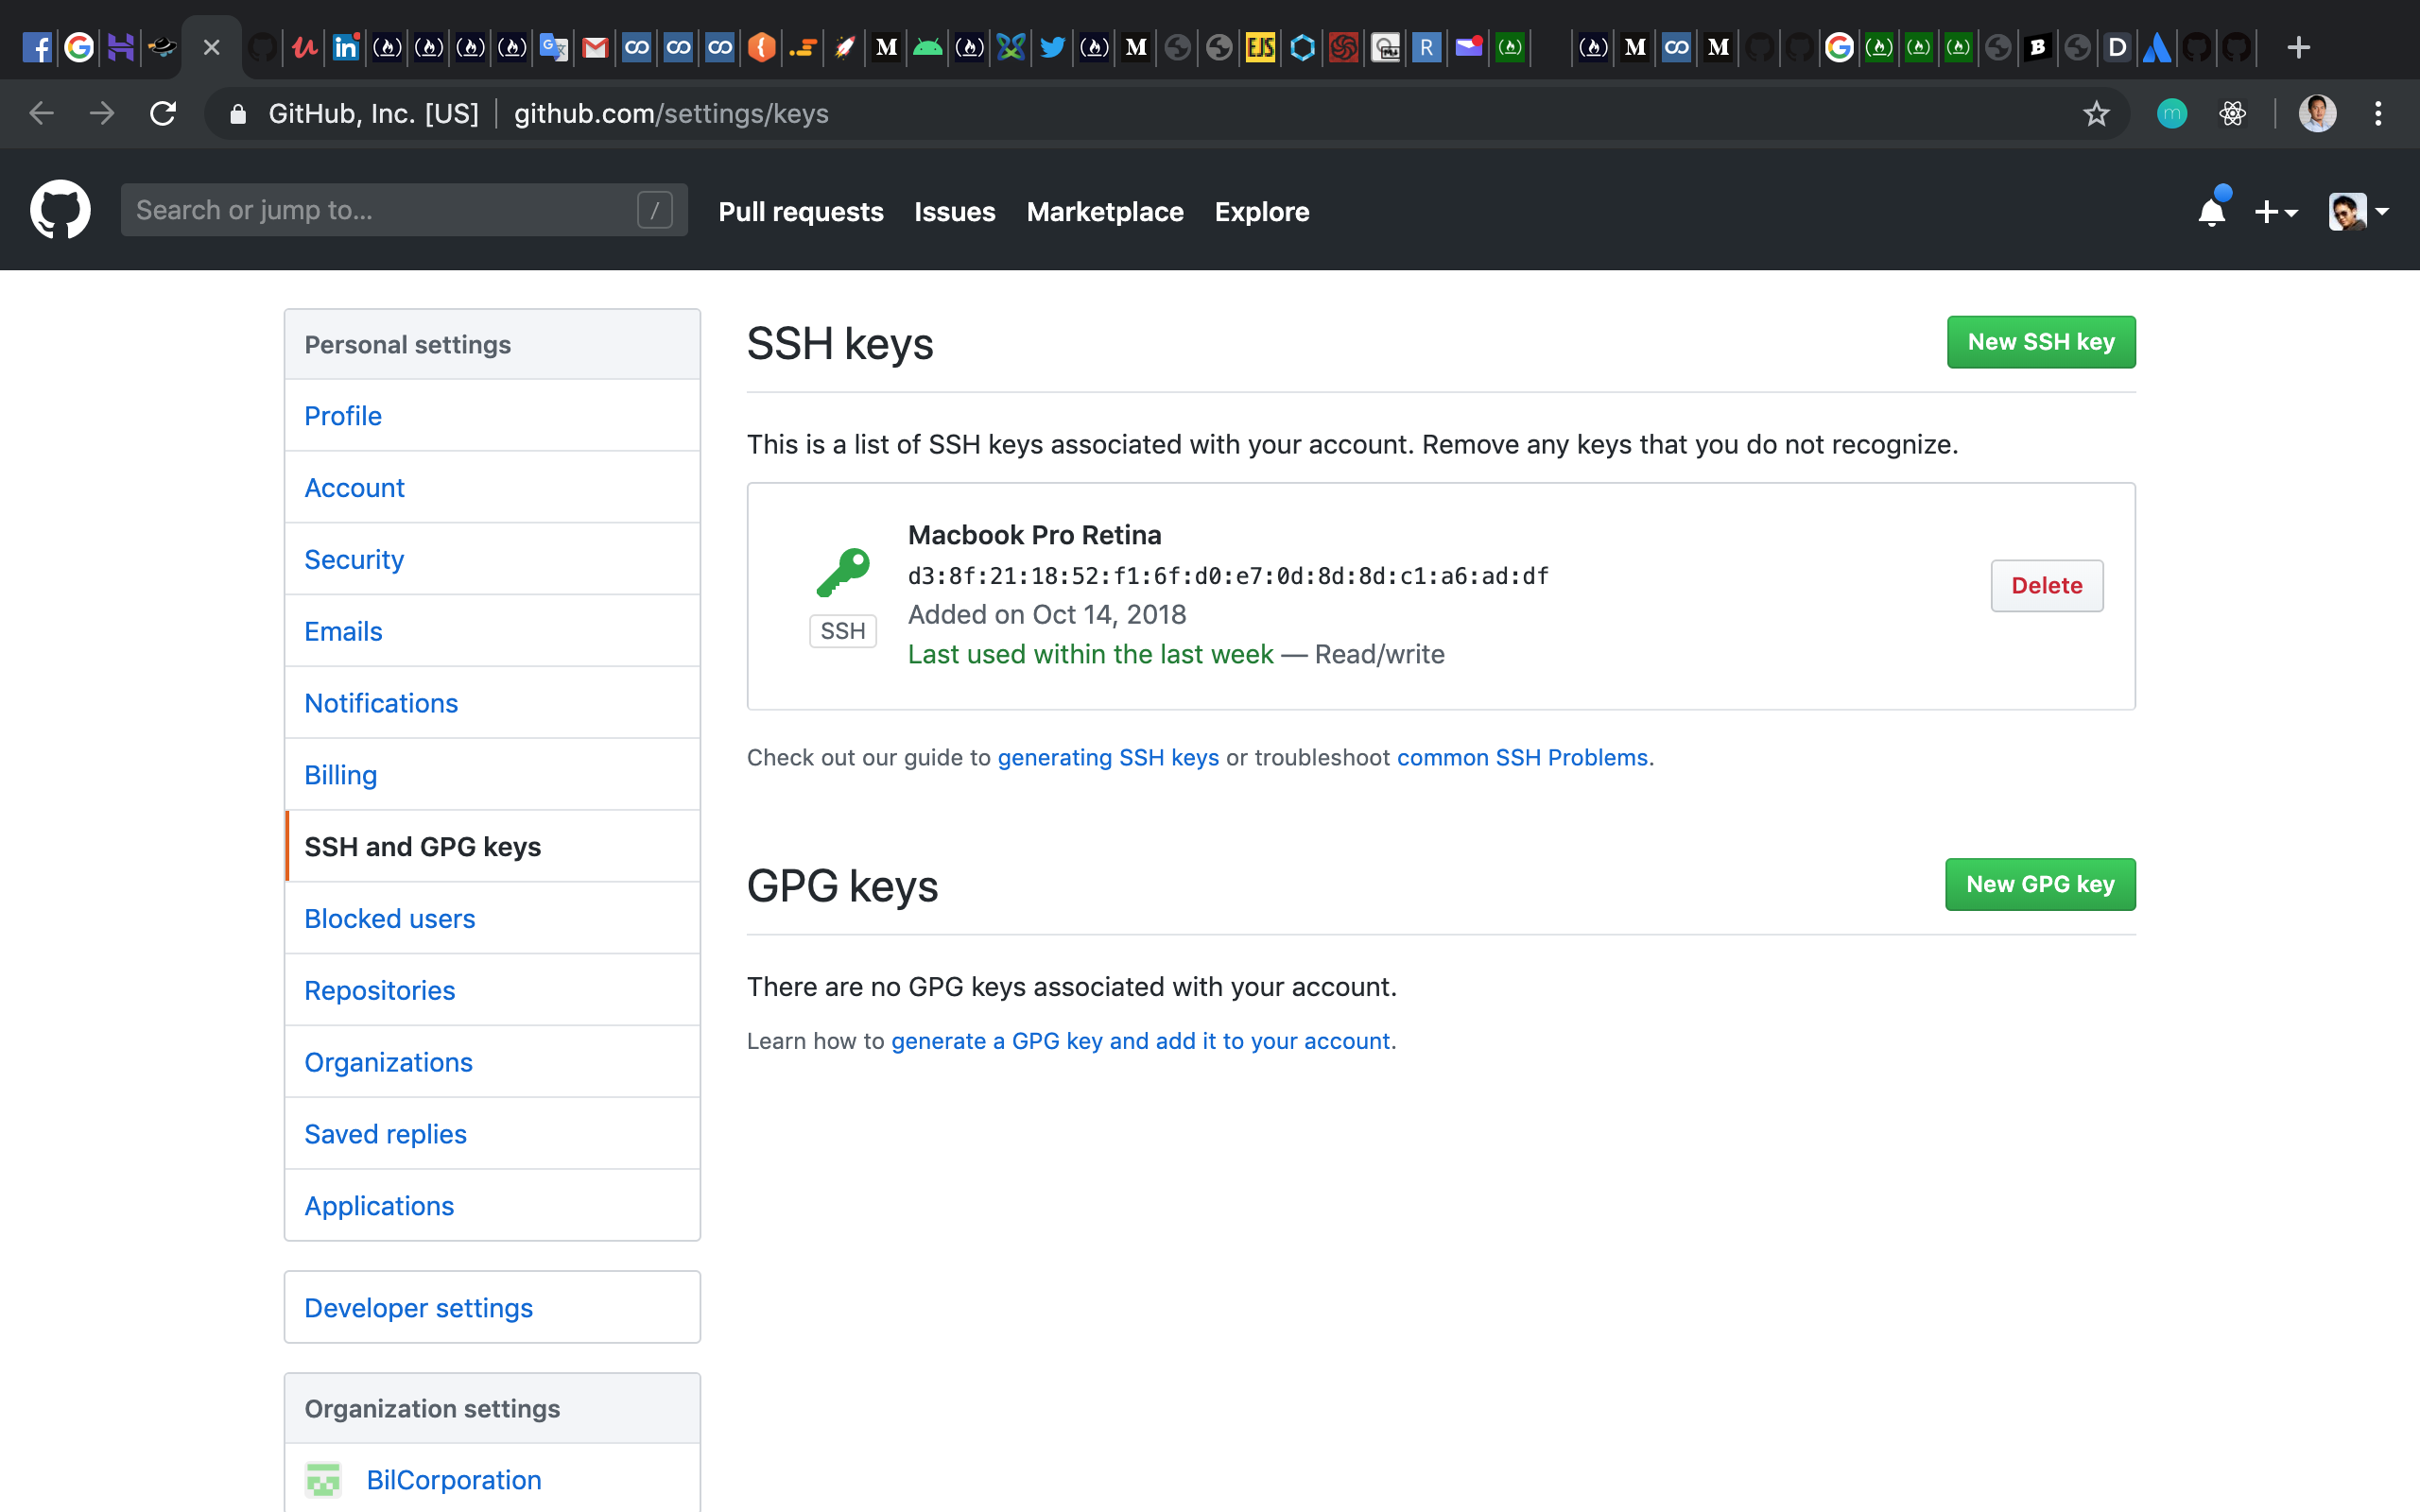 GitHub, Inc. [US] github.com/settings/keys
Search or jump to... /
Pull requests Issues Marketplace Explore
Personal settings
Profile
Account
Security
Emails
Notifications
Billing
SSH and GPG keys
Blocked users
Repositories
Organizations
Saved replies
Applications
Developer settings
Organization settings
BilCorporation
SSH keys
New SSH key
This is a list of SSH keys associated with your account. Remove any keys that you do not recognize.
Macbook Pro Retina
d3:8f:21:18:52:f1:6f:d0:e7:0d:8d:8d:c1:a6:ad:df
SSH
Added on Oct 14, 2018
Last used within the last week — Read/write
Delete
Check out our guide to generating SSH keys or troubleshoot common SSH Problems.
GPG keys
New GPG key
There are no GPG keys associated with your account.
Learn how to generate a GPG key and add it to your account.